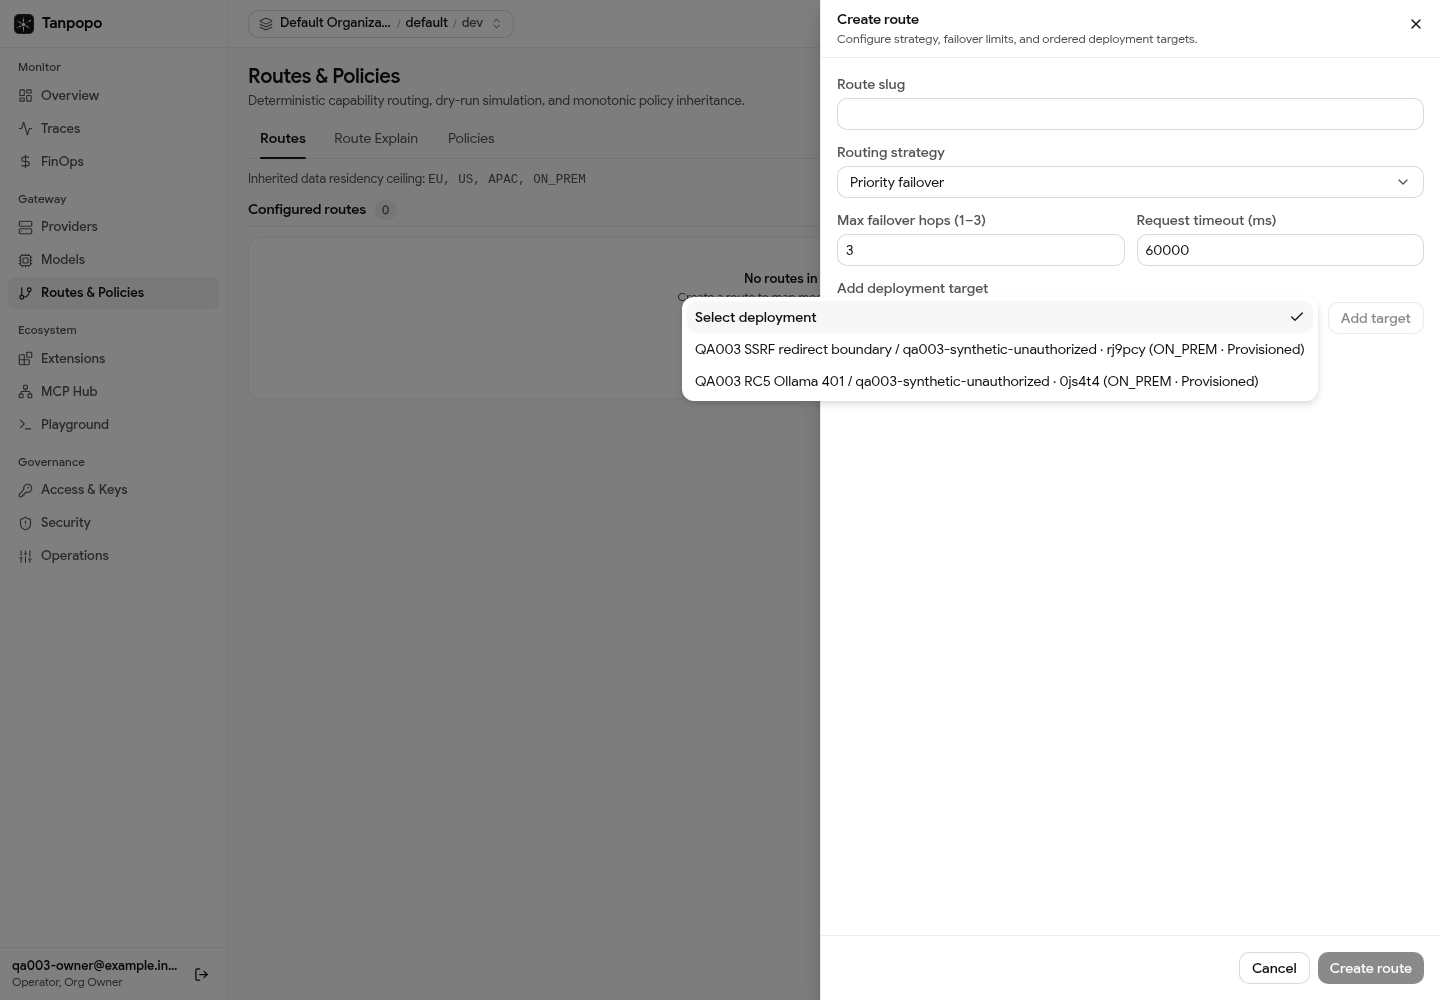 Tanpopo
Monitor
Overview
Traces
FinOps
Gateway
Providers
Models
Routes & Policies
Ecosystem
Extensions
MCP Hub
Playground
Governance
Access & Keys
Security
Operations
qa003-owner@example.in...
Operator, Org Owner
Default Organiza... / default / dev
Routes & Policies
Deterministic capability routing, dry-run simulation, and monotonic policy inheritance.
Routes Route Explain Policies
Inherited data residency ceiling: EU, US, APAC, ON_PREM
Configured routes 0
No routes in
Create route
Configure strategy, failover limits, and ordered deployment targets.
Route slug
Routing strategy
Priority failover
Max failover hops (1–3) Request timeout (ms)
3 60000
Add deployment target
Select deployment
Add target
QA003 SSRF redirect boundary / qa003-synthetic-unauthorized · rj9pcy (ON_PREM · Provisioned)
QA003 RC5 Ollama 401 / qa003-synthetic-unauthorized · 0js4t4 (ON_PREM · Provisioned)
Cancel Create route